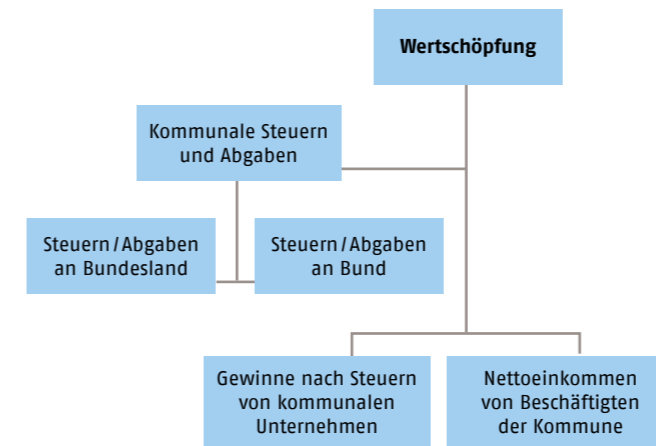 Wertschöpfung
Kommunale Steuern
und Abgaben
Steuern / Abgaben
an Bundesland
Steuern / Abgaben
an Bund
Gewinne nach Steuern
von kommunalen
Unternehmen
Nettoeinkommen
von Beschäftigten
der Kommune